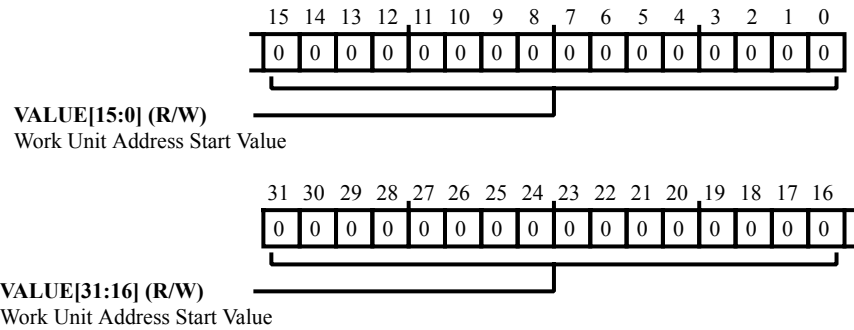 15 14 13 12 11 10 9 8 7 6 5 4 3 2 1 0
0 0 0 0 0 0 0 0 0 0 0 0 0 0 0 0
VALUE[15:0] (R/W)
Work Unit Address Start Value
31 30 29 28 27 26 25 24 23 22 21 20 19 18 17 16
0 0 0 0 0 0 0 0 0 0 0 0 0 0 0 0
VALUE[31:16] (R/W)
Work Unit Address Start Value